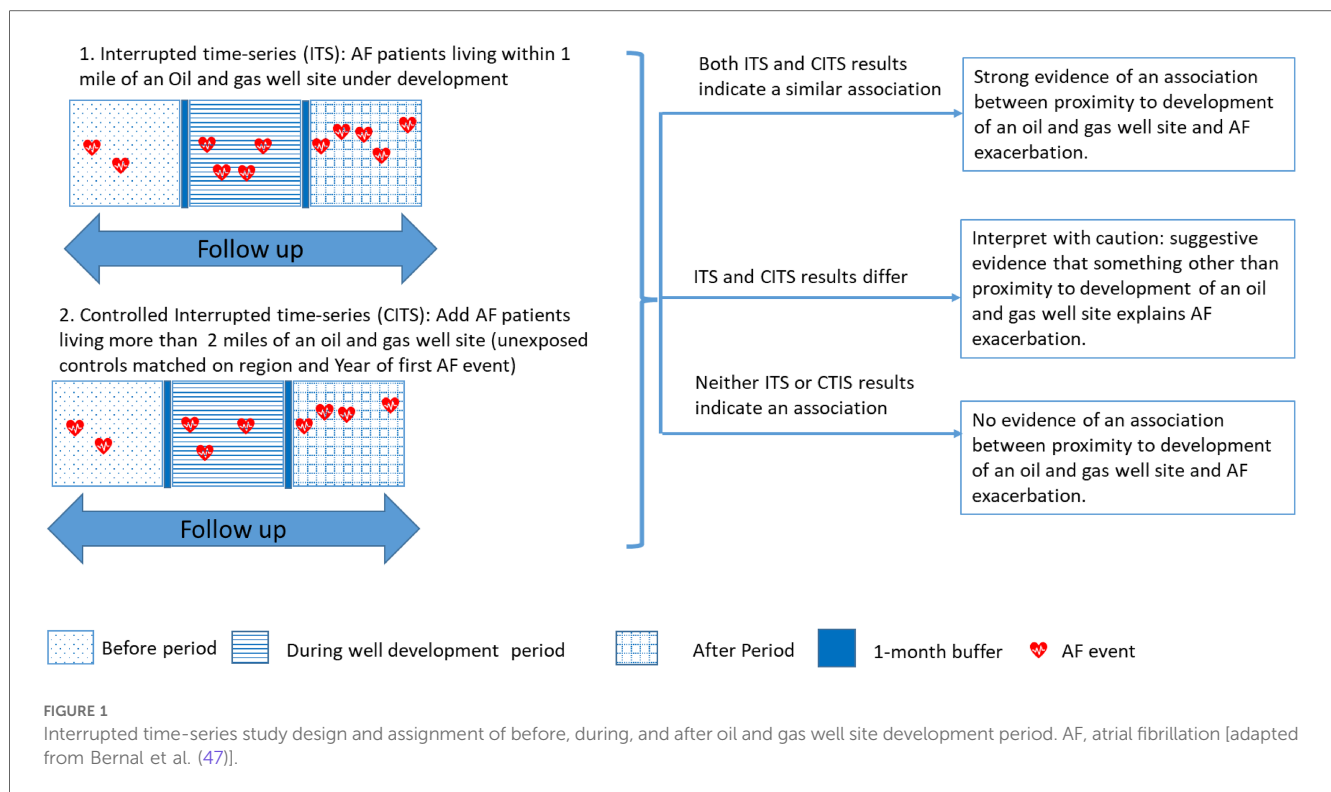 1. Interrupted time-series (ITS): AF patients living within 1
mile of an Oil and gas well site under development
Follow up
2. Controlled Interrupted time-series (CITS): Add AF patients
living more than 2 miles of an oil and gas well site (unexposed
controls matched on region and Year of first AF event)
Follow up
Both ITS and CITS results
indicate a similar association
Strong evidence of an association
between proximity to development
of an oil and gas well site and AF
exacerbation.
ITS and CITS results differ
Interpret with caution: suggestive
evidence that something other than
proximity to development of an oil
and gas well site explains AF
exacerbation.
Neither ITS or CTIS results
indicate an association
No evidence of an association
between proximity to development
of an oil and gas well site and AF
exacerbation.
Before period
During well development period
After Period
1-month buffer
AF event
FIGURE 1
Interrupted time-series study design and assignment of before, during, and after oil and gas well site development period. AF, atrial fibrillation [adapted
from Bernal et al. (47)].